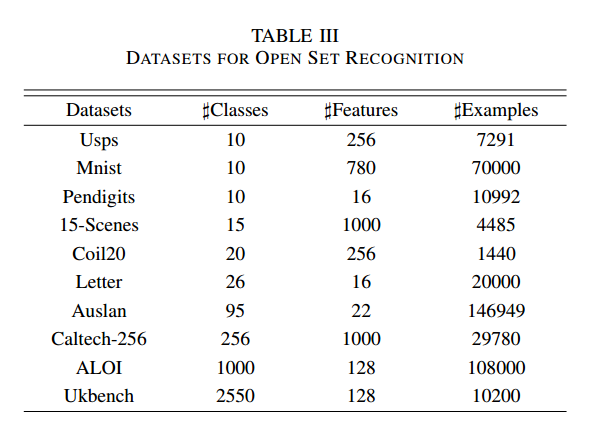 TABLE III
DATASETS FOR OPEN SET RECOGNITION
Datasets ♯Classes ♯Features ♯Examples
Usps 10 256 7291
Mnist 10 780 70000
Pendigits 10 16 10992
15-Scenes 15 1000 4485
Coil20 20 256 1440
Letter 26 16 20000
Auslan 95 22 146949
Caltech-256 256 1000 29780
ALOI 1000 128 108000
Ukbench 2550 128 10200